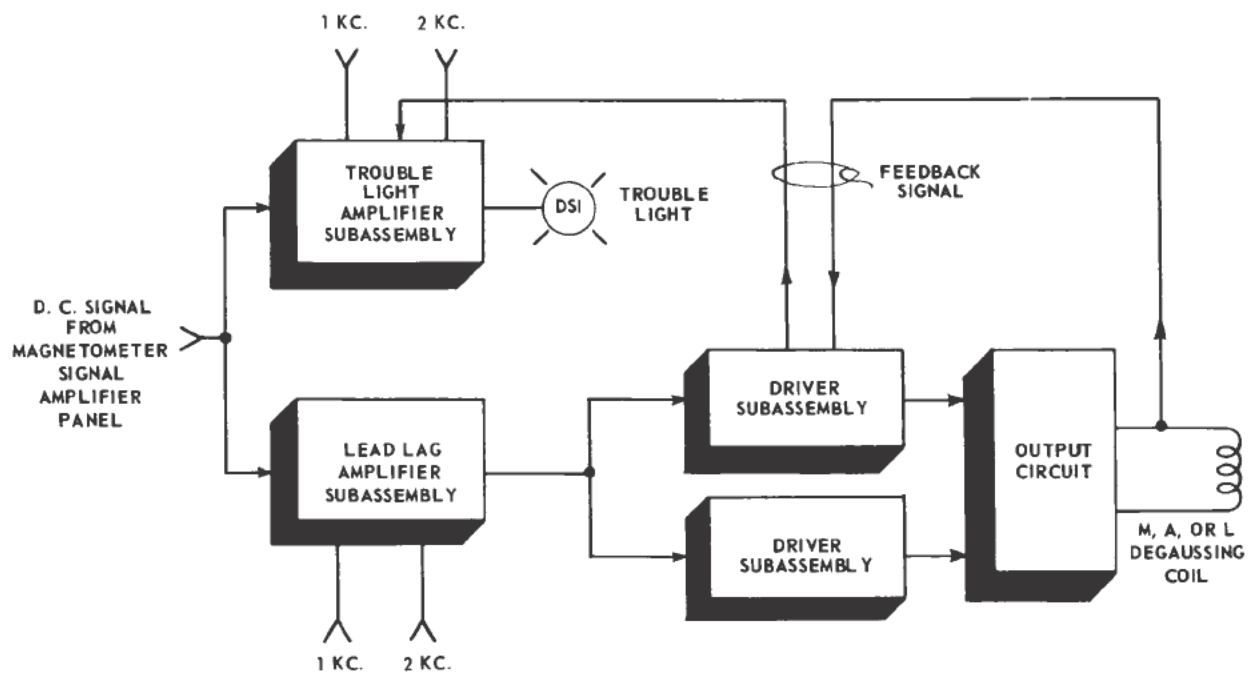 1 KC.
2 KC.
TROUBLE
LIGHT
AMPLIFIER
SUBASSEMBLY
DSI
TROUBLE
LIGHT
FEEDBACK
SIGNAL
D. C. SIGNAL
FROM
MAGNETOMETER
SIGNAL
AMPLIFIER
PANEL
DRIVER
SUBASSEMBLY
LEAD LAG
AMPLIFIER
SUBASSEMBLY
OUTPUT
CIRCUIT
DRIVER
SUBASSEMBLY
M, A, OR L
DEGAUSSING
COIL
1 KC.
2 KC.